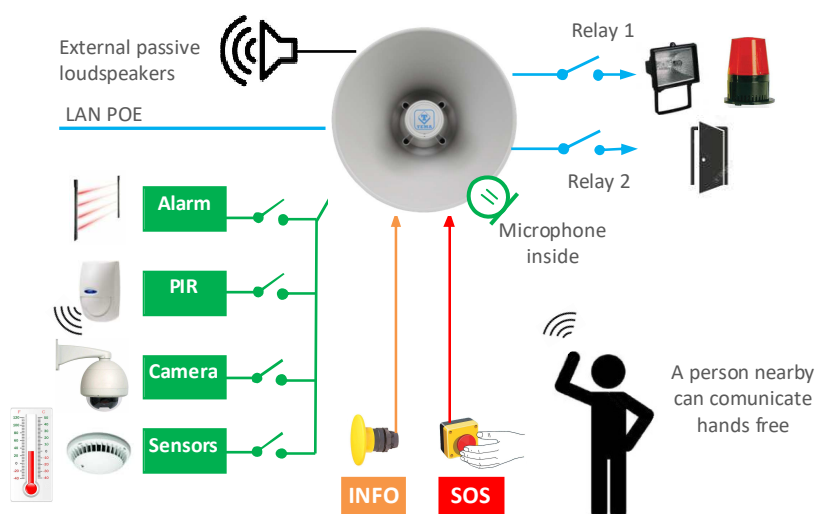 External passive
loudspeakers
Relay 1
LAN POE
Relay 2
Alarm
Microphone
inside
PIR
Camera
A person nearby
can comunicate
hands free
Sensors
INFO
SOS